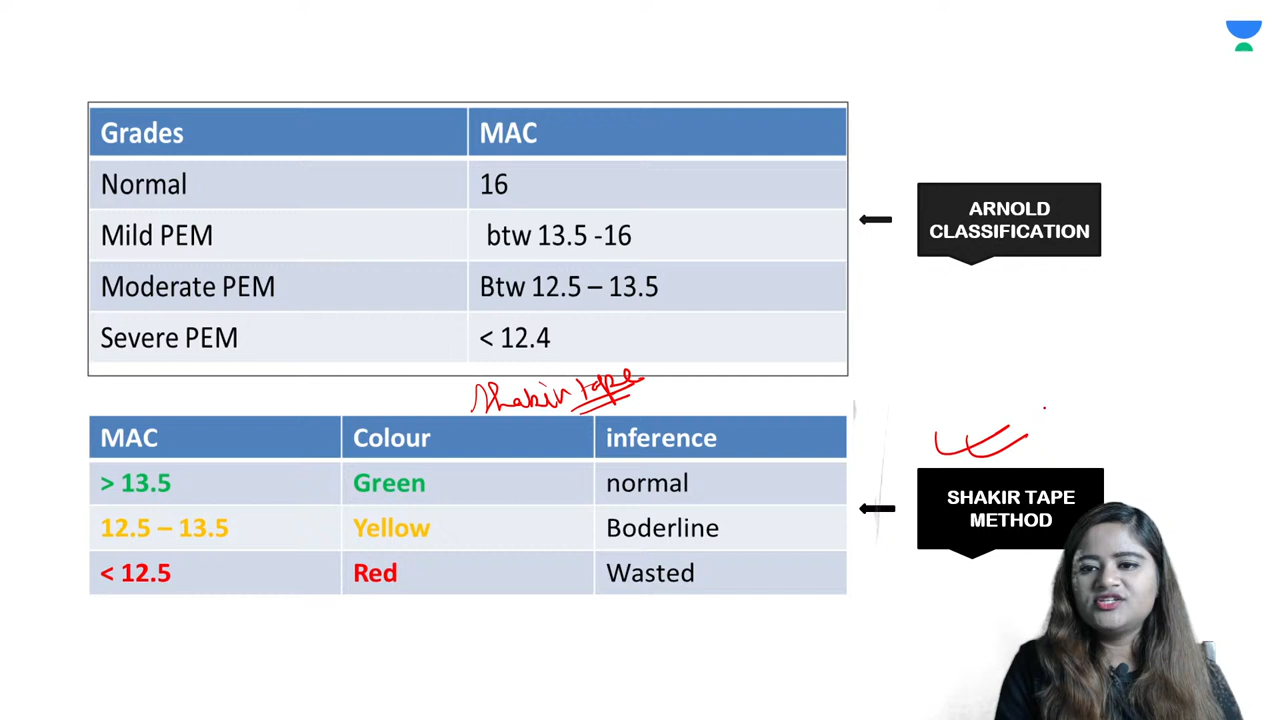 Grades MAC
Normal 16
Mild PEM btw 13.5 -16
Moderate PEM Btw 12.5 – 13.5
Severe PEM < 12.4
ARNOLD
CLASSIFICATION
Shakir tape
MAC Colour inference
> 13.5 Green normal
12.5 – 13.5 Yellow Boderline
< 12.5 Red Wasted
SHAKIR TAPE
METHOD